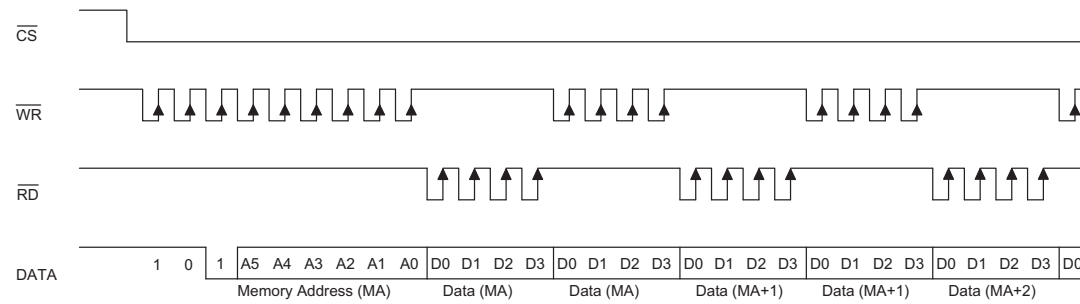 CS
WR
RD
DATA 1 0 1 A5 A4 A3 A2 A1 A0 D0 D1 D2 D3 D0 D1 D2 D3 D0 D1 D2 D3 D0 D1 D2 D3 D0 D1 D2 D3 D0
Memory Address (MA) Data (MA) Data (MA) Data (MA+1) Data (MA+1) Data (MA+2)